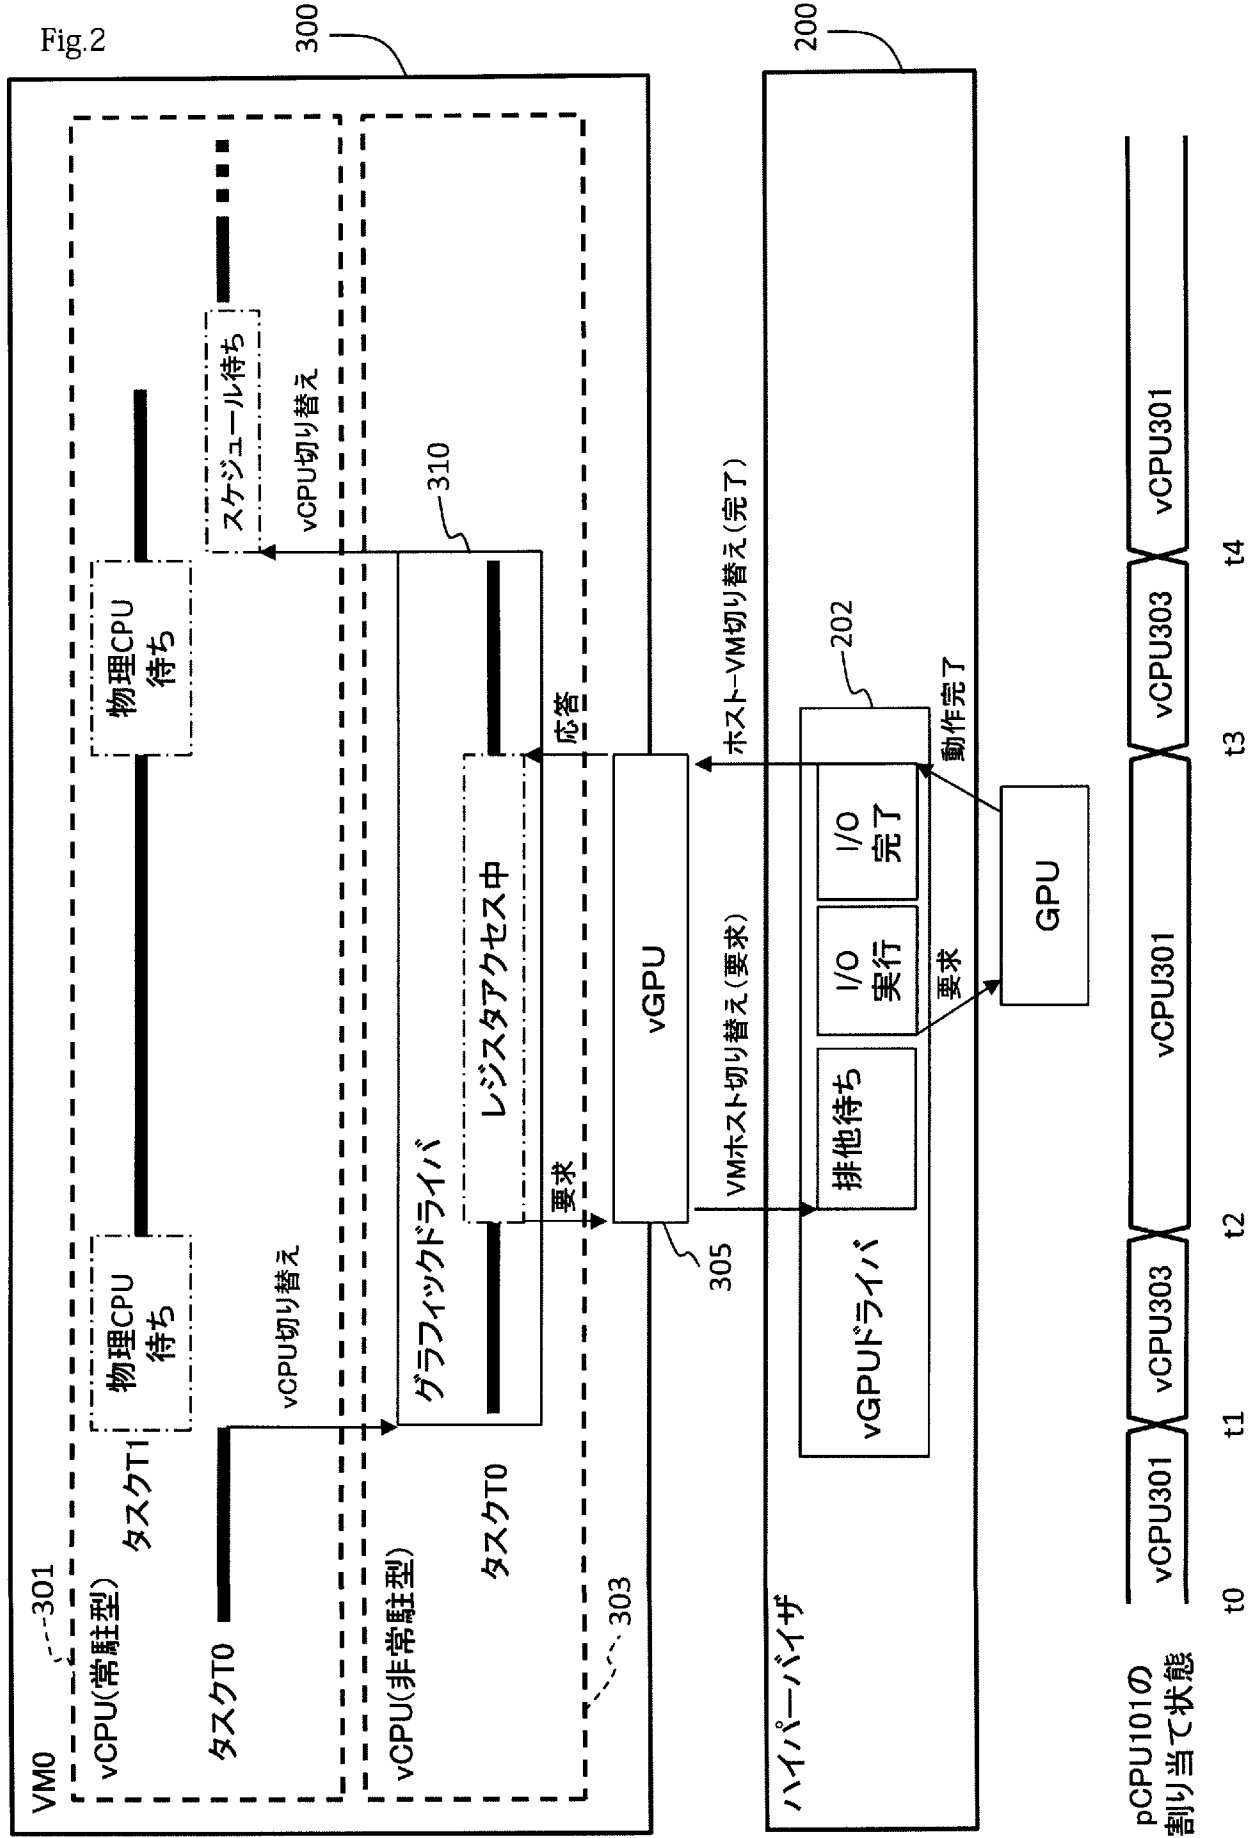 Fig.2
300
VM0
301
vCPU(常駐型)
タスクT1
物理CPU
待ち
物理CPU
待ち
タスクT0
スケジュール待ち
vCPU切り替え
vCPU切り替え
vCPU(非常駐型)
310
グラフィックドライバ
タスクT0
レジスタアクセス中
要求
応答
303
vGPU
305
VMホスト切り替え(要求)
ホスト-VM切り替え(完了)
200
ハイパーバイザ
202
vGPUドライバ
排他待ち
I/O
実行
I/O
完了
要求
動作完了
GPU
pCPU101の
割り当て状態
vCPU301
vCPU303
vCPU301
vCPU303
vCPU301
t0
t1
t2
t3
t4